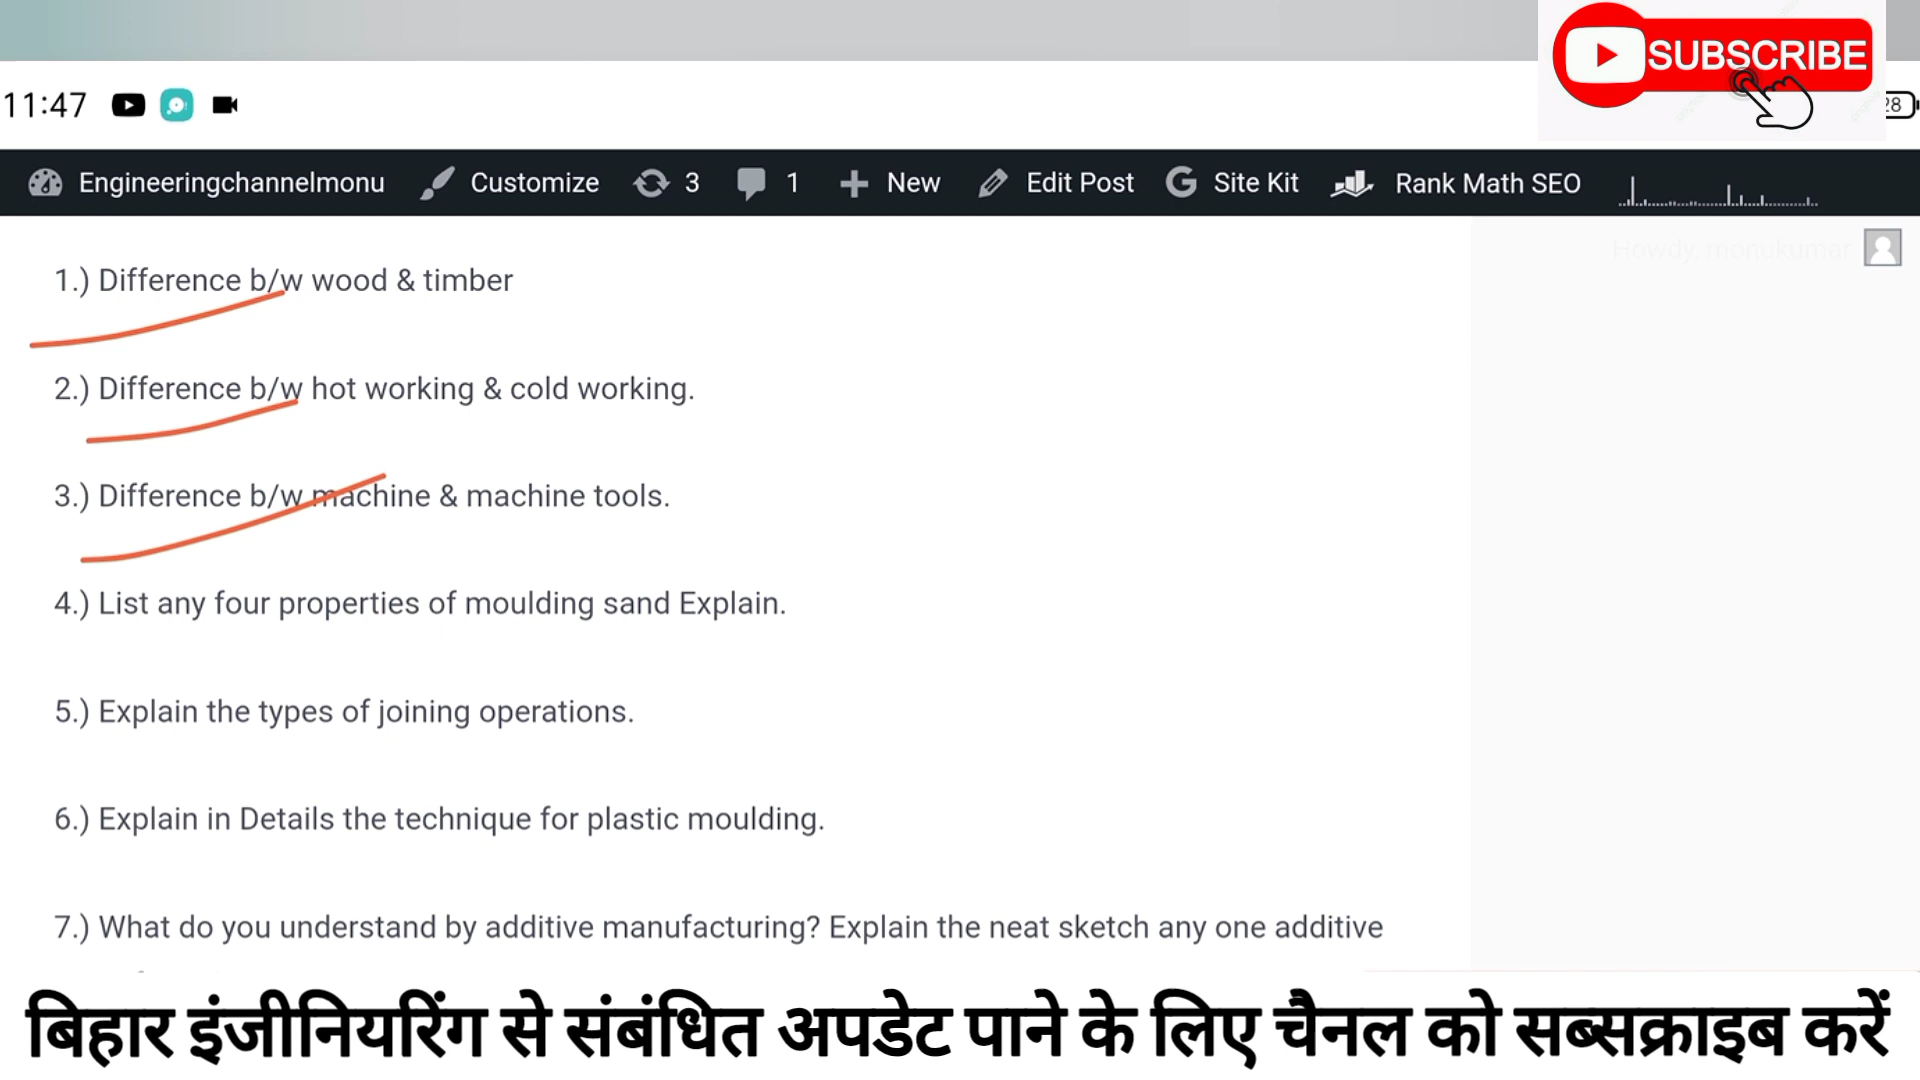 SUBSCRIBE
11:47
28
Engineeringchannelmonu Customize 3 1 New Edit Post Site Kit Rank Math SEO
Howdy, monukumar
1.) Difference b/w wood & timber
2.) Difference b/w hot working & cold working.
3.) Difference b/w machine & machine tools.
4.) List any four properties of moulding sand Explain.
5.) Explain the types of joining operations.
6.) Explain in Details the technique for plastic moulding.
7.) What do you understand by additive manufacturing? Explain the neat sketch any one additive
बिहार इंजीनियरिंग से संबंधित अपडेट पाने के लिए चैनल को सब्सक्राइब करें